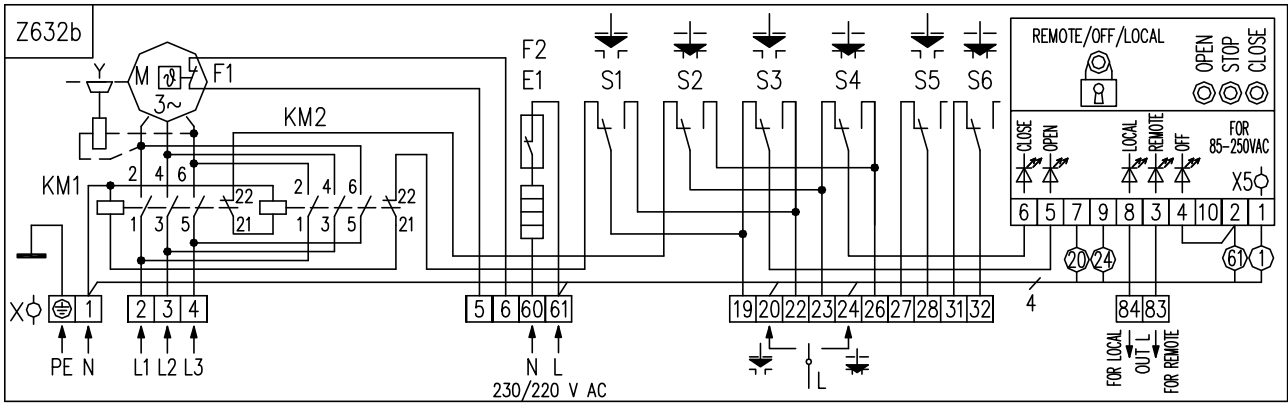 Z632b
REMOTE/OFF/LOCAL
OPEN
STOP
CLOSE
F2
E1
S1
S2
S3
S4
S5
S6
Y
M
ϑ
F1
3~
KM2
KM1
2
4
6
22
1
3
5
21
2
4
6
22
1
3
5
21
CLOSE
OPEN
LOCAL
REMOTE
OFF
FOR
85-250VAC
X5
6 5 7 9 8 3 4 10 2 1
20 24 61 1
X
1 2 3 4
5 6 60 61
19 20 22 23 24 26 27 28 31 32
4
84 83
PE N L1 L2 L3
N L
230/220 V AC
L
FOR LOCAL
OUT L
FOR REMOTE